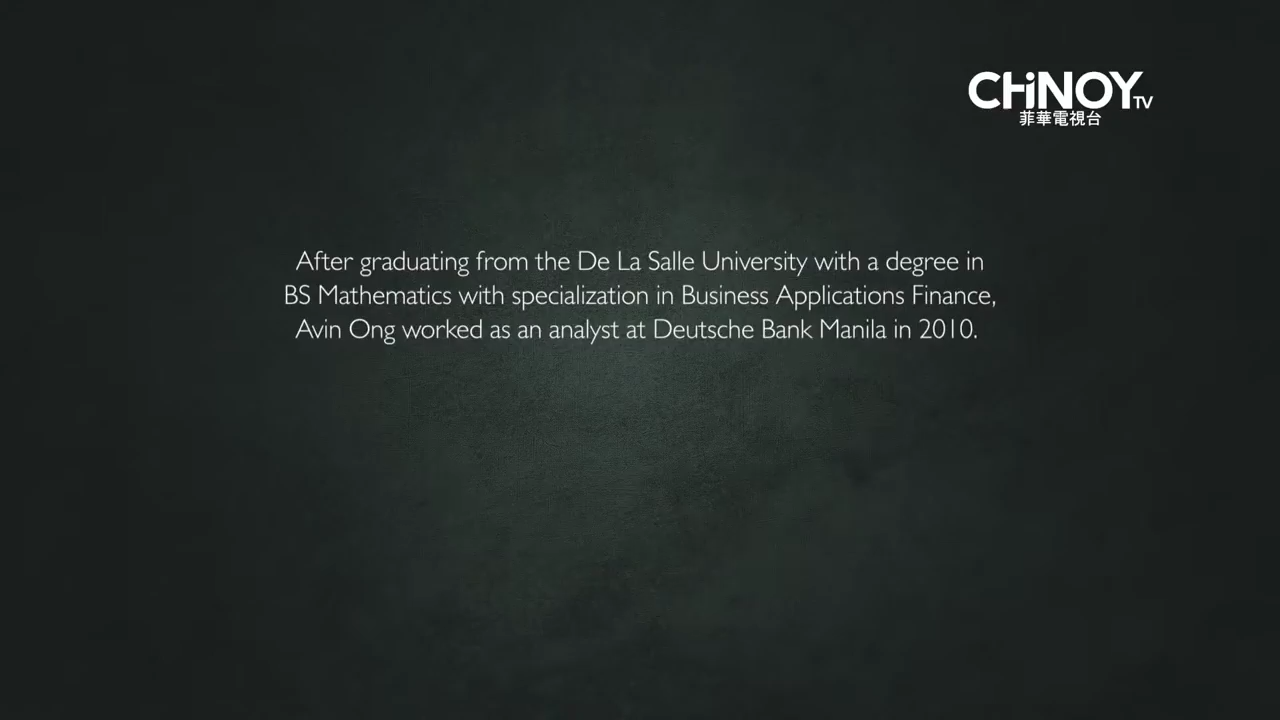 CHiNOY TV
菲華電視台
After graduating from the De La Salle University with a degree in
BS Mathematics with specialization in Business Applications Finance,
Avin Ong worked as an analyst at Deutsche Bank Manila in 2010.